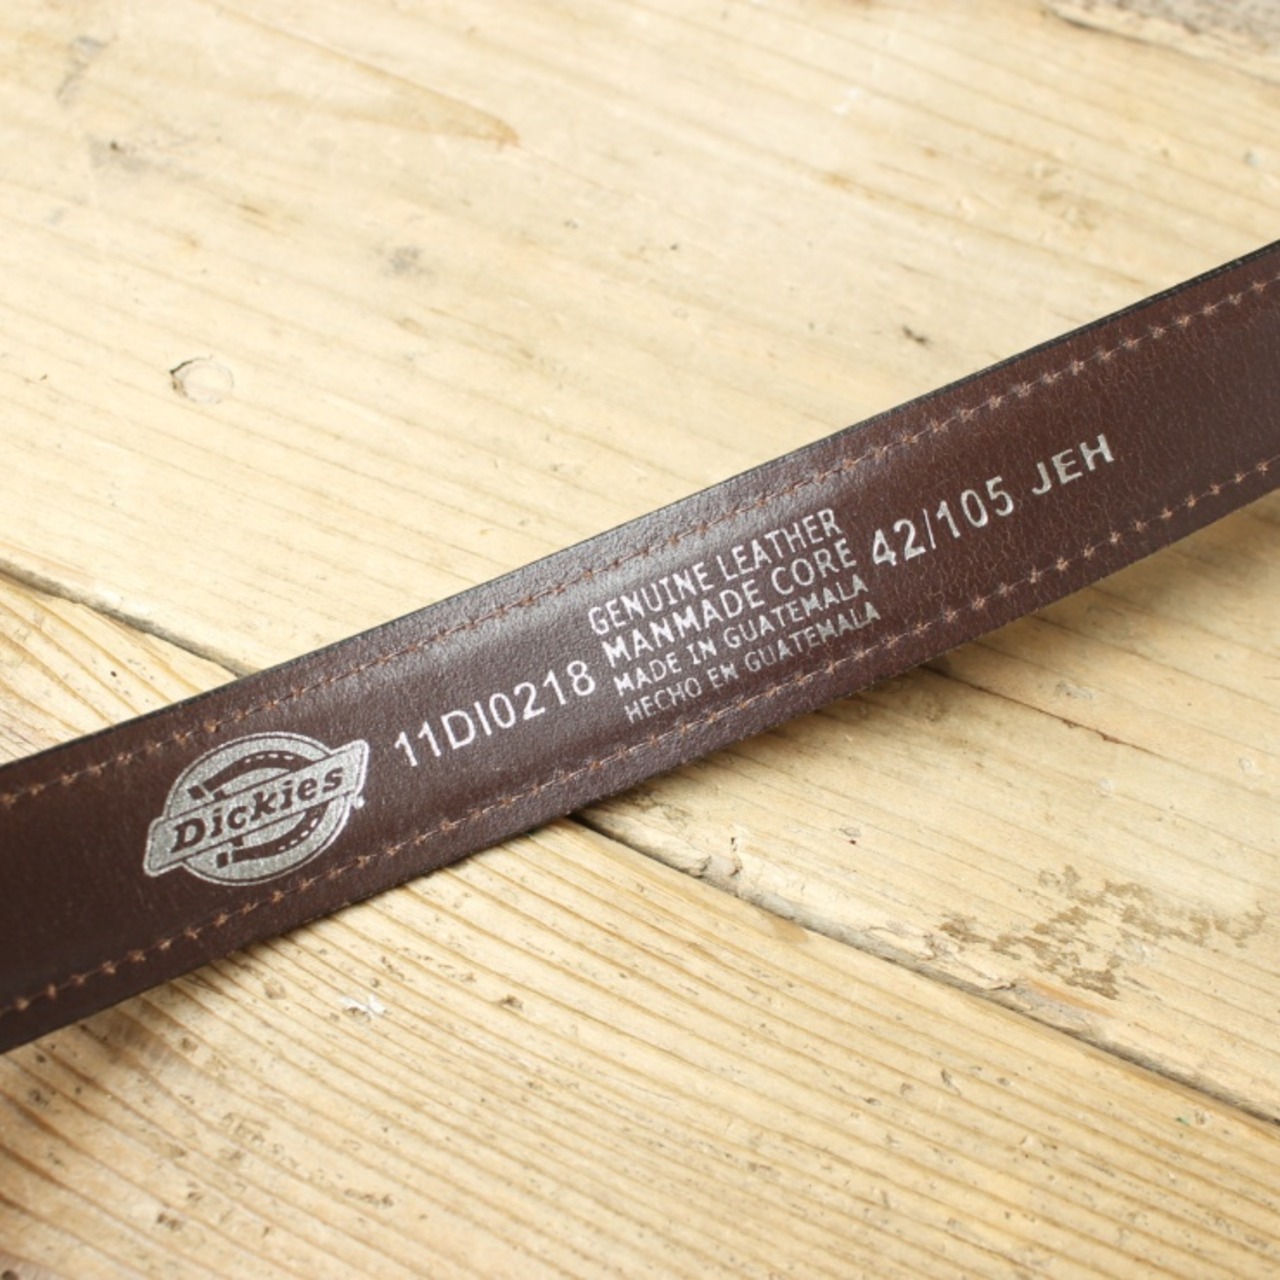 Dickies
11DI0218
GENUINE LEATHER
MANMADE CORE
MADE IN GUATEMALA
HECHO EN GUATEMALA
42/105 JEH